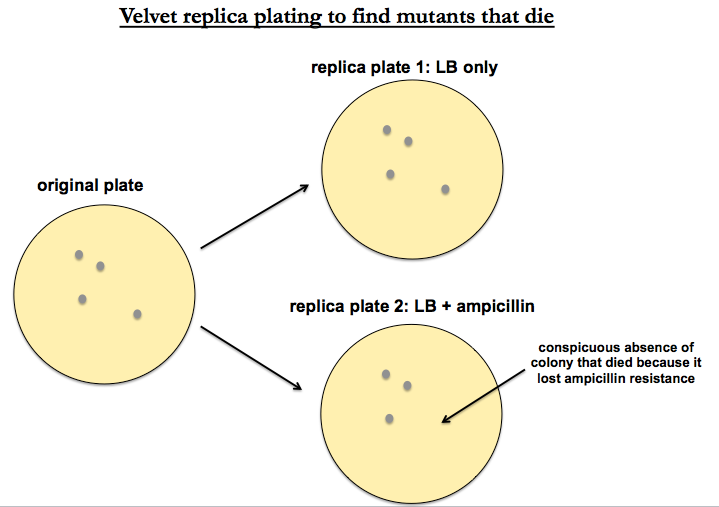 Velvet replica plating to find mutants that die
replica plate 1: LB only
original plate
replica plate 2: LB + ampicillin
conspicuous absence of
colony that died because it
lost ampicillin resistance